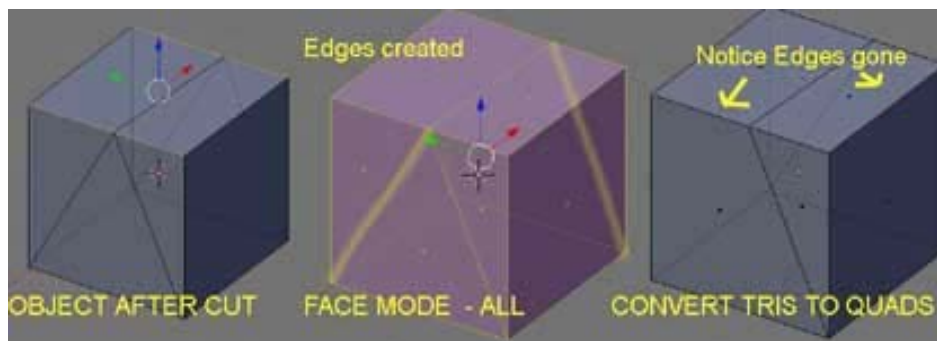 Edges created
Notice Edges gone
OBJECT AFTER CUT
FACE MODE - ALL
CONVERT TRIS TO QUADS